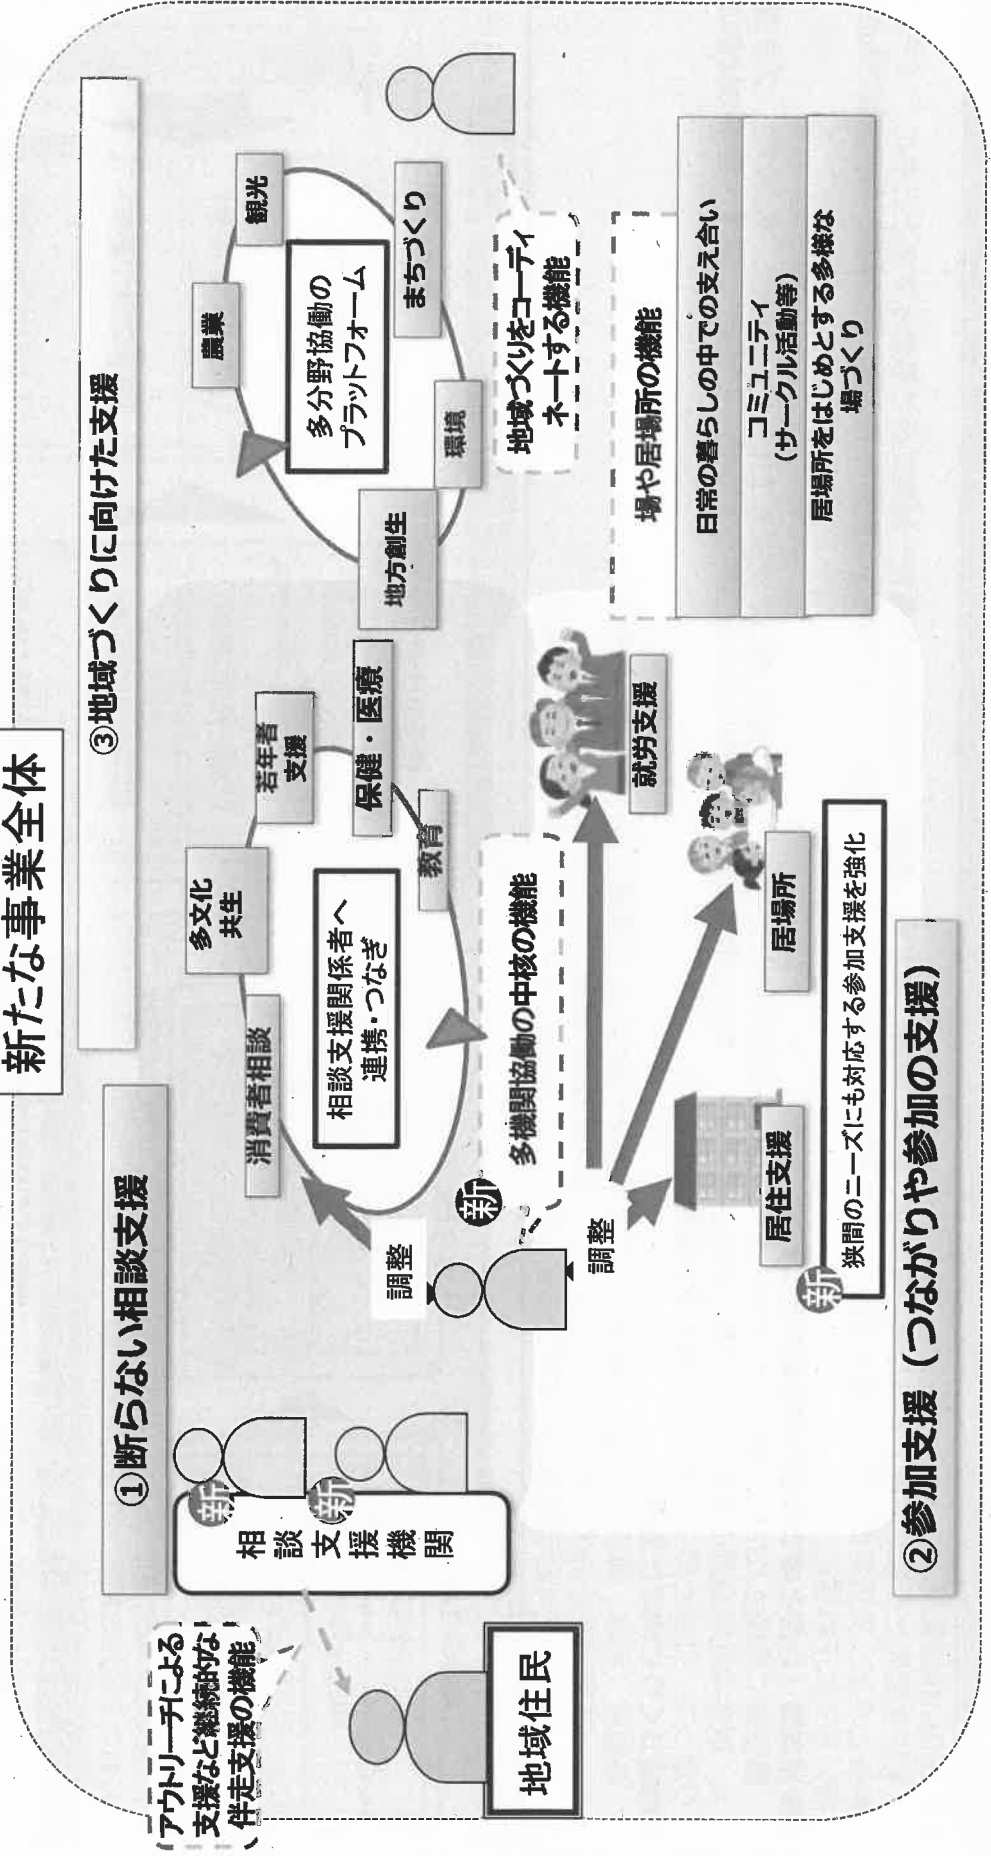 新たな事業全体
①断らない相談支援
③地域づくりに向けた支援
アウトリーチによる
支援など継続的な
伴走支援の機能
地域住民
新
新
相談支援機関
調整
消費者相談
多文化
共生
若年者
支援
保健・医療
教育
相談支援関係者へ
連携・つなぎ
新
多機関協働の中核の機能
調整
農業
観光
まちづくり
環境
地方創生
多分野協働の
プラットフォーム
地域づくりをコーディ
ネートする機能
就労支援
居場所
居住支援
新
狭間のニーズにも対応する参加支援を強化
②参加支援（つながりや参加の支援）
場や居場所の機能
日常の暮らしの中での支え合い
コミュニティ
（サークル活動等）
居場所をはじめとする多様な
場づくり